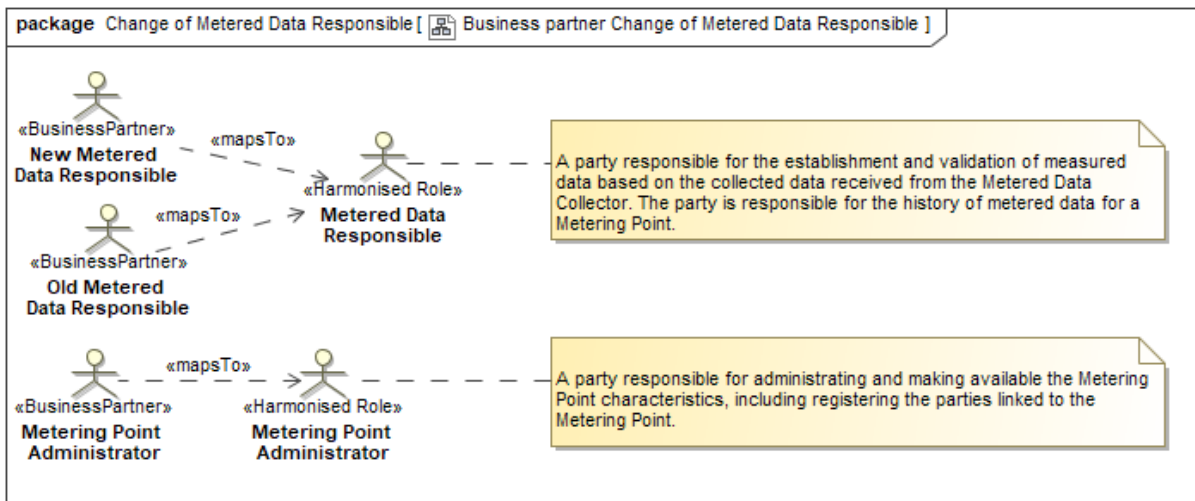 package Change of Metered Data Responsible [ Business partner Change of Metered Data Responsible ]
«BusinessPartner»
New Metered
Data Responsible
«mapsTo»
«Harmonised Role»
Metered Data
Responsible
A party responsible for the establishment and validation of measured
data based on the collected data received from the Metered Data
Collector. The party is responsible for the history of metered data for a
Metering Point.
«mapsTo»
«BusinessPartner»
Old Metered
Data Responsible
«BusinessPartner»
Metering Point
Administrator
«mapsTo»
«Harmonised Role»
Metering Point
Administrator
A party responsible for administrating and making available the Metering
Point characteristics, including registering the parties linked to the
Metering Point.